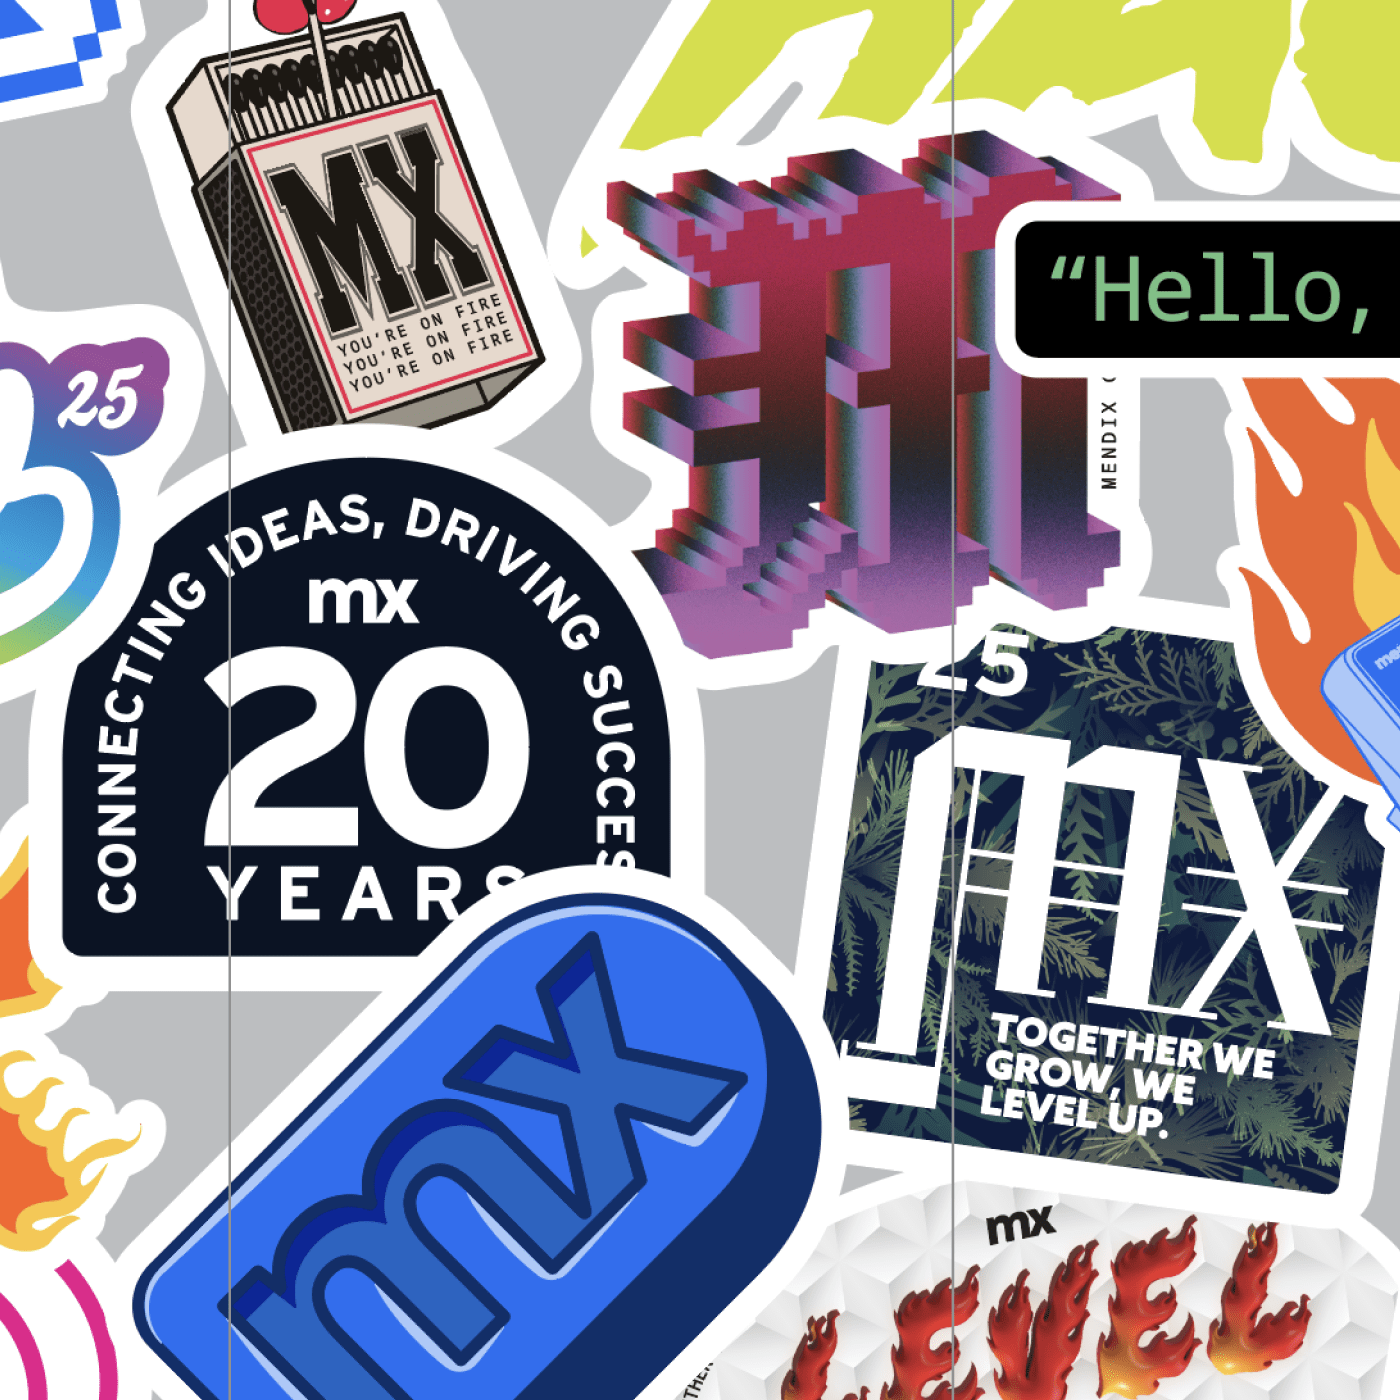 MX
YOU'RE ON FIRE
YOU'RE ON FIRE
YOU'RE ON FIRE
“Hello,
25
MENDIX
CONNECTING IDEAS, DRIVING SUCCES
mx
20
YEARS
25
mx
TOGETHER WE
GROW, WE
LEVEL UP.
mx
mx
LEVEL